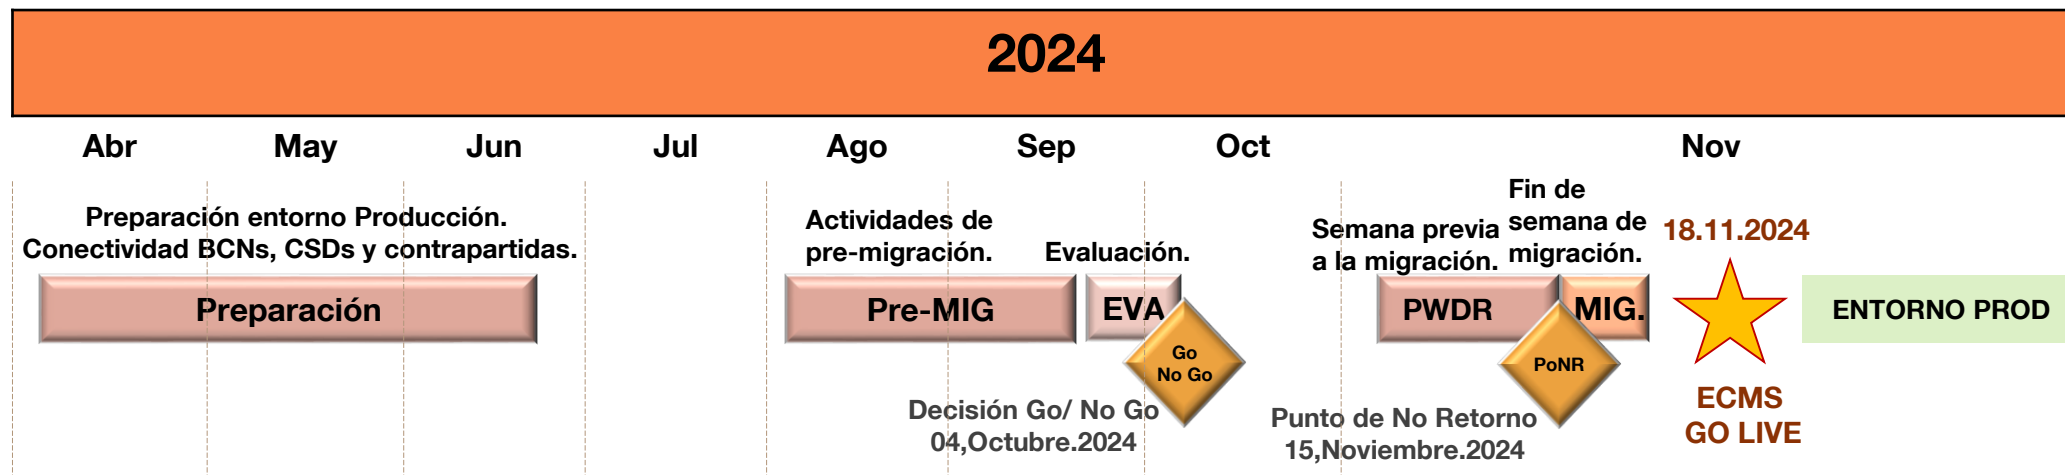 2024
Abr May Jun Jul Ago Sep Oct Nov
Preparación entorno Producción.
Conectividad BCNs, CSDs y contrapartidas.
Preparación
Actividades de
pre-migración.
Pre-MIG
Evaluación.
EVA
Go
No Go
Decisión Go/ No Go
04,Octubre.2024
Semana previa
a la migración.
PWDR
Fin de
semana de
migración.
MIG.
PoNR
Punto de No Retorno
15,Noviembre.2024
18.11.2024
ECMS
GO LIVE
ENTORNO PROD